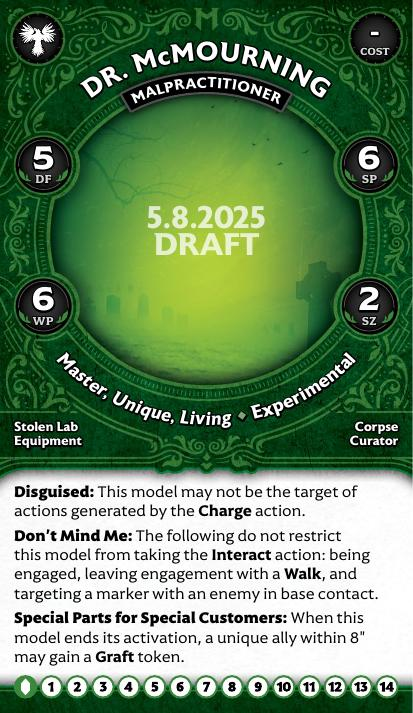 -
COST
DR. McMOURNING
MALPRACTITIONER
5
DF
6
SP
5.8.2025
DRAFT
6
WP
2
SZ
Master, Unique, Living ◆ Experimental
Stolen Lab
Equipment
Corpse
Curator
Disguised: This model may not be the target of
actions generated by the Charge action.
Don't Mind Me: The following do not restrict
this model from taking the Interact action: being
engaged, leaving engagement with a Walk, and
targeting a marker with an enemy in base contact.
Special Parts for Special Customers: When this
model ends its activation, a unique ally within 8"
may gain a Graft token.
1 2 3 4 5 6 7 8 9 10 11 12 13 14